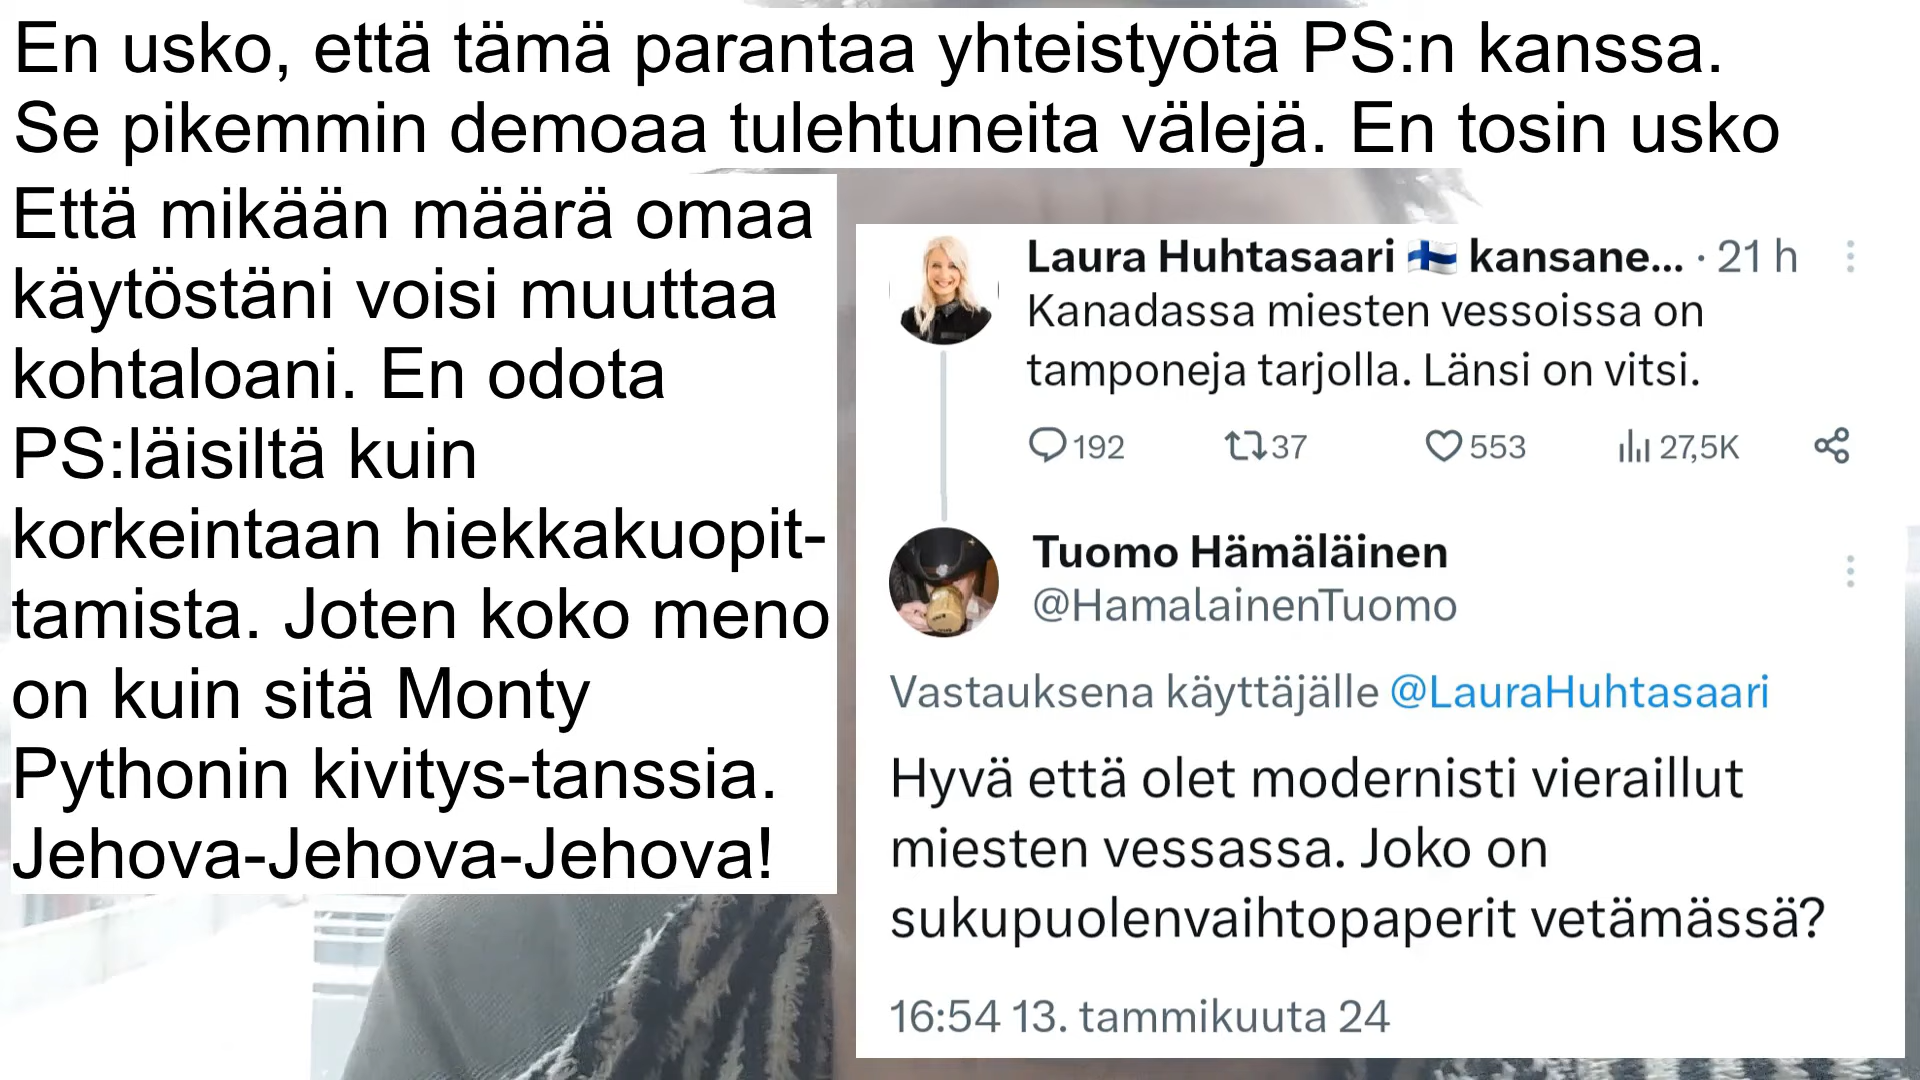 En usko, että tämä parantaa yhteistyötä PS:n kanssa.
Se pikemmin demoaa tulehtuneita välejä. En tosin usko
Että mikään määrä omaa
käytöstäni voisi muuttaa
kohtaloani. En odota
PS:läisiltä kuin
korkeintaan hiekkakuopit-
tamista. Joten koko meno
on kuin sitä Monty
Pythonin kivitys-tanssia.
Jehova-Jehova-Jehova!
Laura Huhtasaari 🇫🇮 kansane... · 21 h
Kanadassa miesten vessoissa on
tamponeja tarjolla. Länsi on vitsi.
192 37 553 27,5K
Tuomo Hämäläinen
@HamalainenTuomo
Vastauksena käyttäjälle @LauraHuhtasaari
Hyvä että olet modernisti vieraillut
miesten vessassa. Joko on
sukupuolenvaihtopaperit vetämässä?
16:54 13. tammikuuta 24